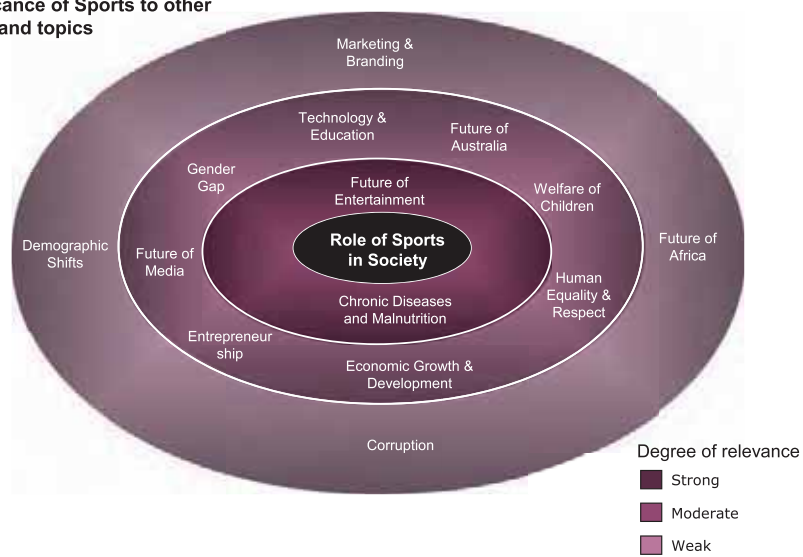 cance of Sports to other
and topics
Marketing &
Branding
Technology &
Education
Future of
Australia
Gender
Gap
Future of
Entertainment
Welfare of
Children
Demographic
Shifts
Future of
Media
Role of Sports
in Society
Future of
Africa
Human
Equality &
Respect
Chronic Diseases
and Malnutrition
Entrepreneur
ship
Economic Growth &
Development
Corruption
Degree of relevance
Strong
Moderate
Weak